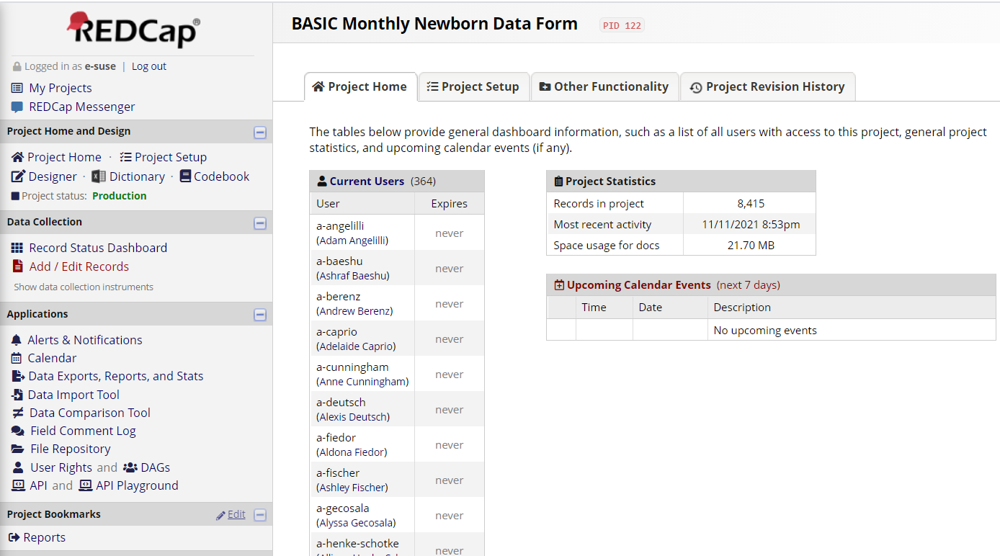 REDCap®
Logged in as e-suse | Log out
My Projects
REDCap Messenger
Project Home and Design
Project Home · Project Setup
Designer · Dictionary · Codebook
Project status: Production
Data Collection
Record Status Dashboard
Add / Edit Records
Show data collection instruments
Applications
Alerts & Notifications
Calendar
Data Exports, Reports, and Stats
Data Import Tool
Data Comparison Tool
Field Comment Log
File Repository
User Rights and DAGs
API and API Playground
Project Bookmarks Edit
Reports
BASIC Monthly Newborn Data Form PID 122
Project Home Project Setup Other Functionality Project Revision History
The tables below provide general dashboard information, such as a list of all users with access to this project, general project
statistics, and upcoming calendar events (if any).
Current Users (364)
User Expires
a-angelilli
(Adam Angelilli) never
a-baeshu
(Ashraf Baeshu) never
a-berenz
(Andrew Berenz) never
a-caprio
(Adelaide Caprio) never
a-cunningham
(Anne Cunningham) never
a-deutsch
(Alexis Deutsch) never
a-fiedor
(Aldona Fiedor) never
a-fischer
(Ashley Fischer) never
a-gecosala
(Alyssa Gecosala) never
a-henke-schotke
never
Project Statistics
Records in project 8,415
Most recent activity 11/11/2021 8:53pm
Space usage for docs 21.70 MB
Upcoming Calendar Events (next 7 days)
Time Date Description
No upcoming events